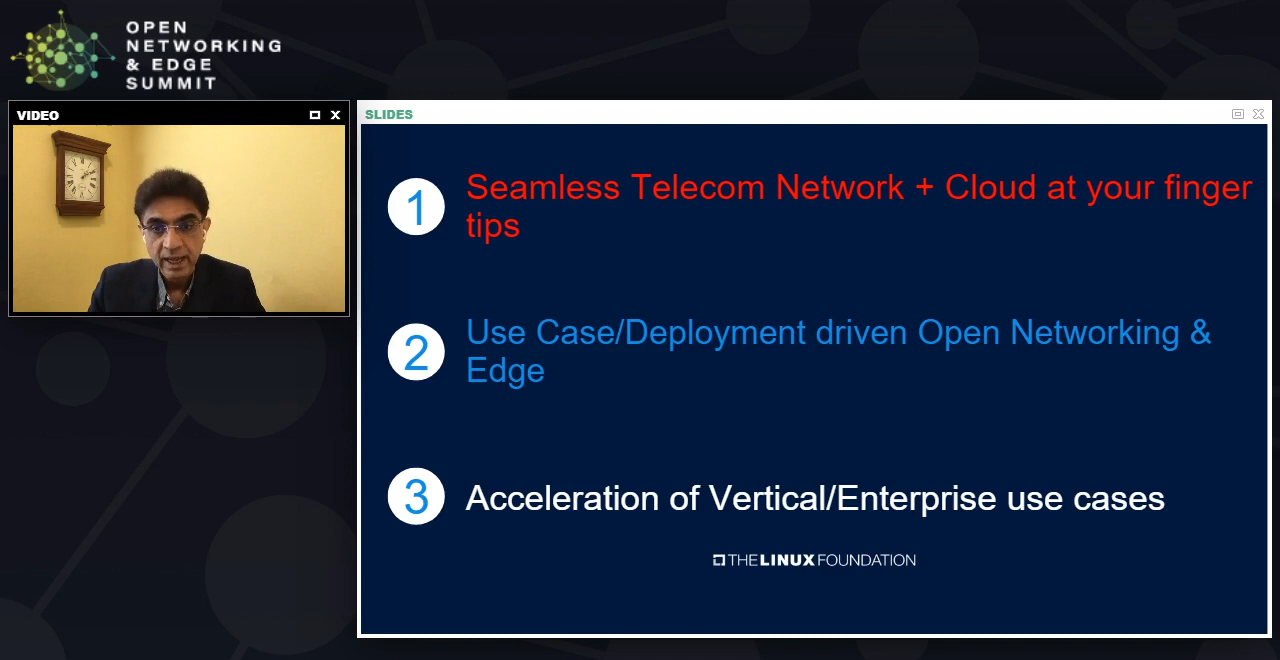 OPEN
NETWORKING
& EDGE
SUMMIT
VIDEO
SLIDES
1
Seamless Telecom Network + Cloud at your finger
tips
2
Use Case/Deployment driven Open Networking &
Edge
3
Acceleration of Vertical/Enterprise use cases
THE LINUX FOUNDATION